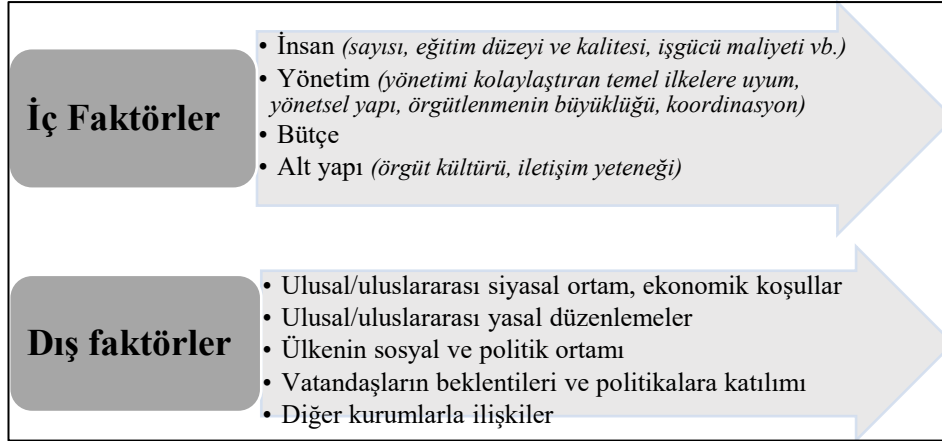 İç Faktörler
• İnsan (sayısı, eğitim düzeyi ve kalitesi, işgücü maliyeti vb.)
• Yönetim (yönetimi kolaylaştıran temel ilkelere uyum,
yönetsel yapı, örgütlenmenin büyüklüğü, koordinasyon)
• Bütçe
• Alt yapı (örgüt kültürü, iletişim yeteneği)
Dış faktörler
• Ulusal/uluslararası siyasal ortam, ekonomik koşullar
• Ulusal/uluslararası yasal düzenlemeler
• Ülkenin sosyal ve politik ortamı
• Vatandaşların beklentileri ve politikalara katılımı
• Diğer kurumlarla ilişkiler